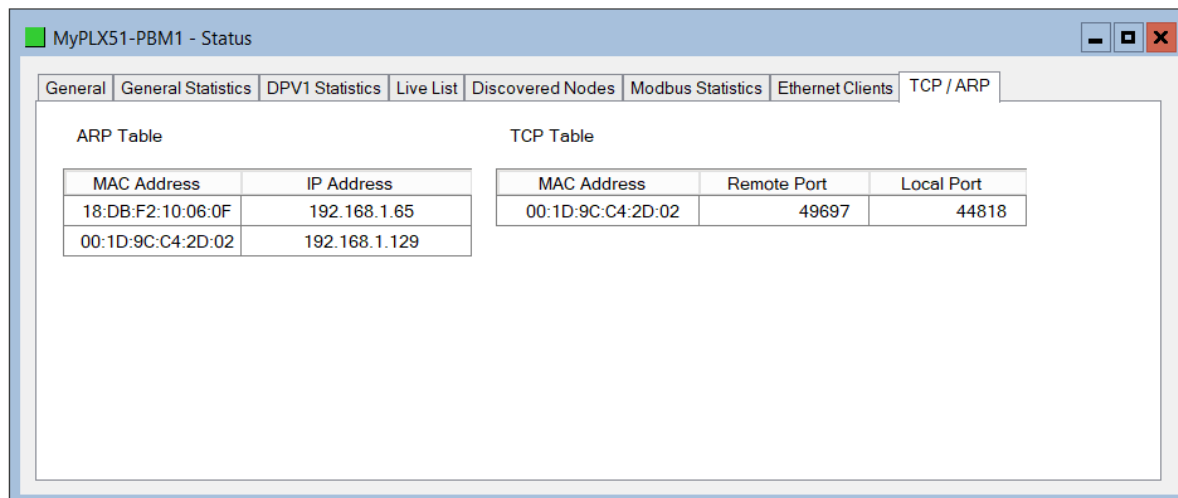 MyPLX51-PBM1 - Status
General General Statistics DPV1 Statistics Live List Discovered Nodes Modbus Statistics Ethernet Clients TCP / ARP
ARP Table TCP Table
MAC Address IP Address MAC Address Remote Port Local Port
18:DB:F2:10:06:0F 192.168.1.65 00:1D:9C:C4:2D:02 49697 44818
00:1D:9C:C4:2D:02 192.168.1.129